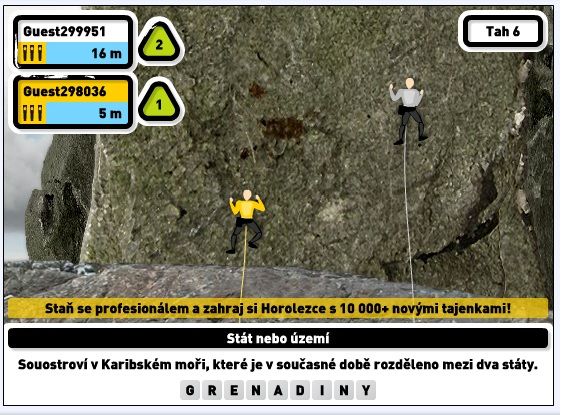 Guest299951
16 m
2
Guest298036
5 m
1
Tah 6
Staň se profesionálem a zahraj si Horolezce s 10 000+ novými tajenkami!
Stát nebo území
Souostroví v Karibském moři, které je v současné době rozděleno mezi dva státy.
GRENADINY